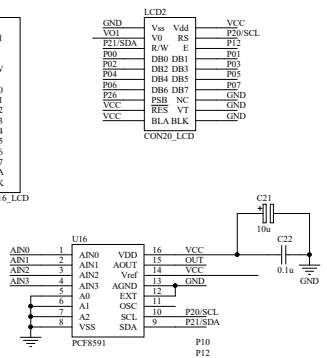 LCD2
GND Vss Vdd VCC
VO1 V0 RS P20/SCL
P21/SDA R/W E P12
P00 DB0 DB1 P01
P02 DB2 DB3 P03
P04 DB4 DB5 P05
P06 DB6 DB7 P07
P26 PSB NC GND
VCC RES VT GND
VCC BLA BLK GND
CON20_LCD
16_LCD
C21
10u
C22
0.1u
GND
U16
AIN0 1 AIN0 VDD 16 VCC
AIN1 2 AIN1 AOUT 15 OUT
AIN2 3 AIN2 Vref 14 VCC
AIN3 4 AIN3 AGND 13 GND
5 A0 EXT 12
6 A1 OSC 11
7 A2 SCL 10 P20/SCL
8 VSS SDA 9 P21/SDA
PCF8591
P10
P12